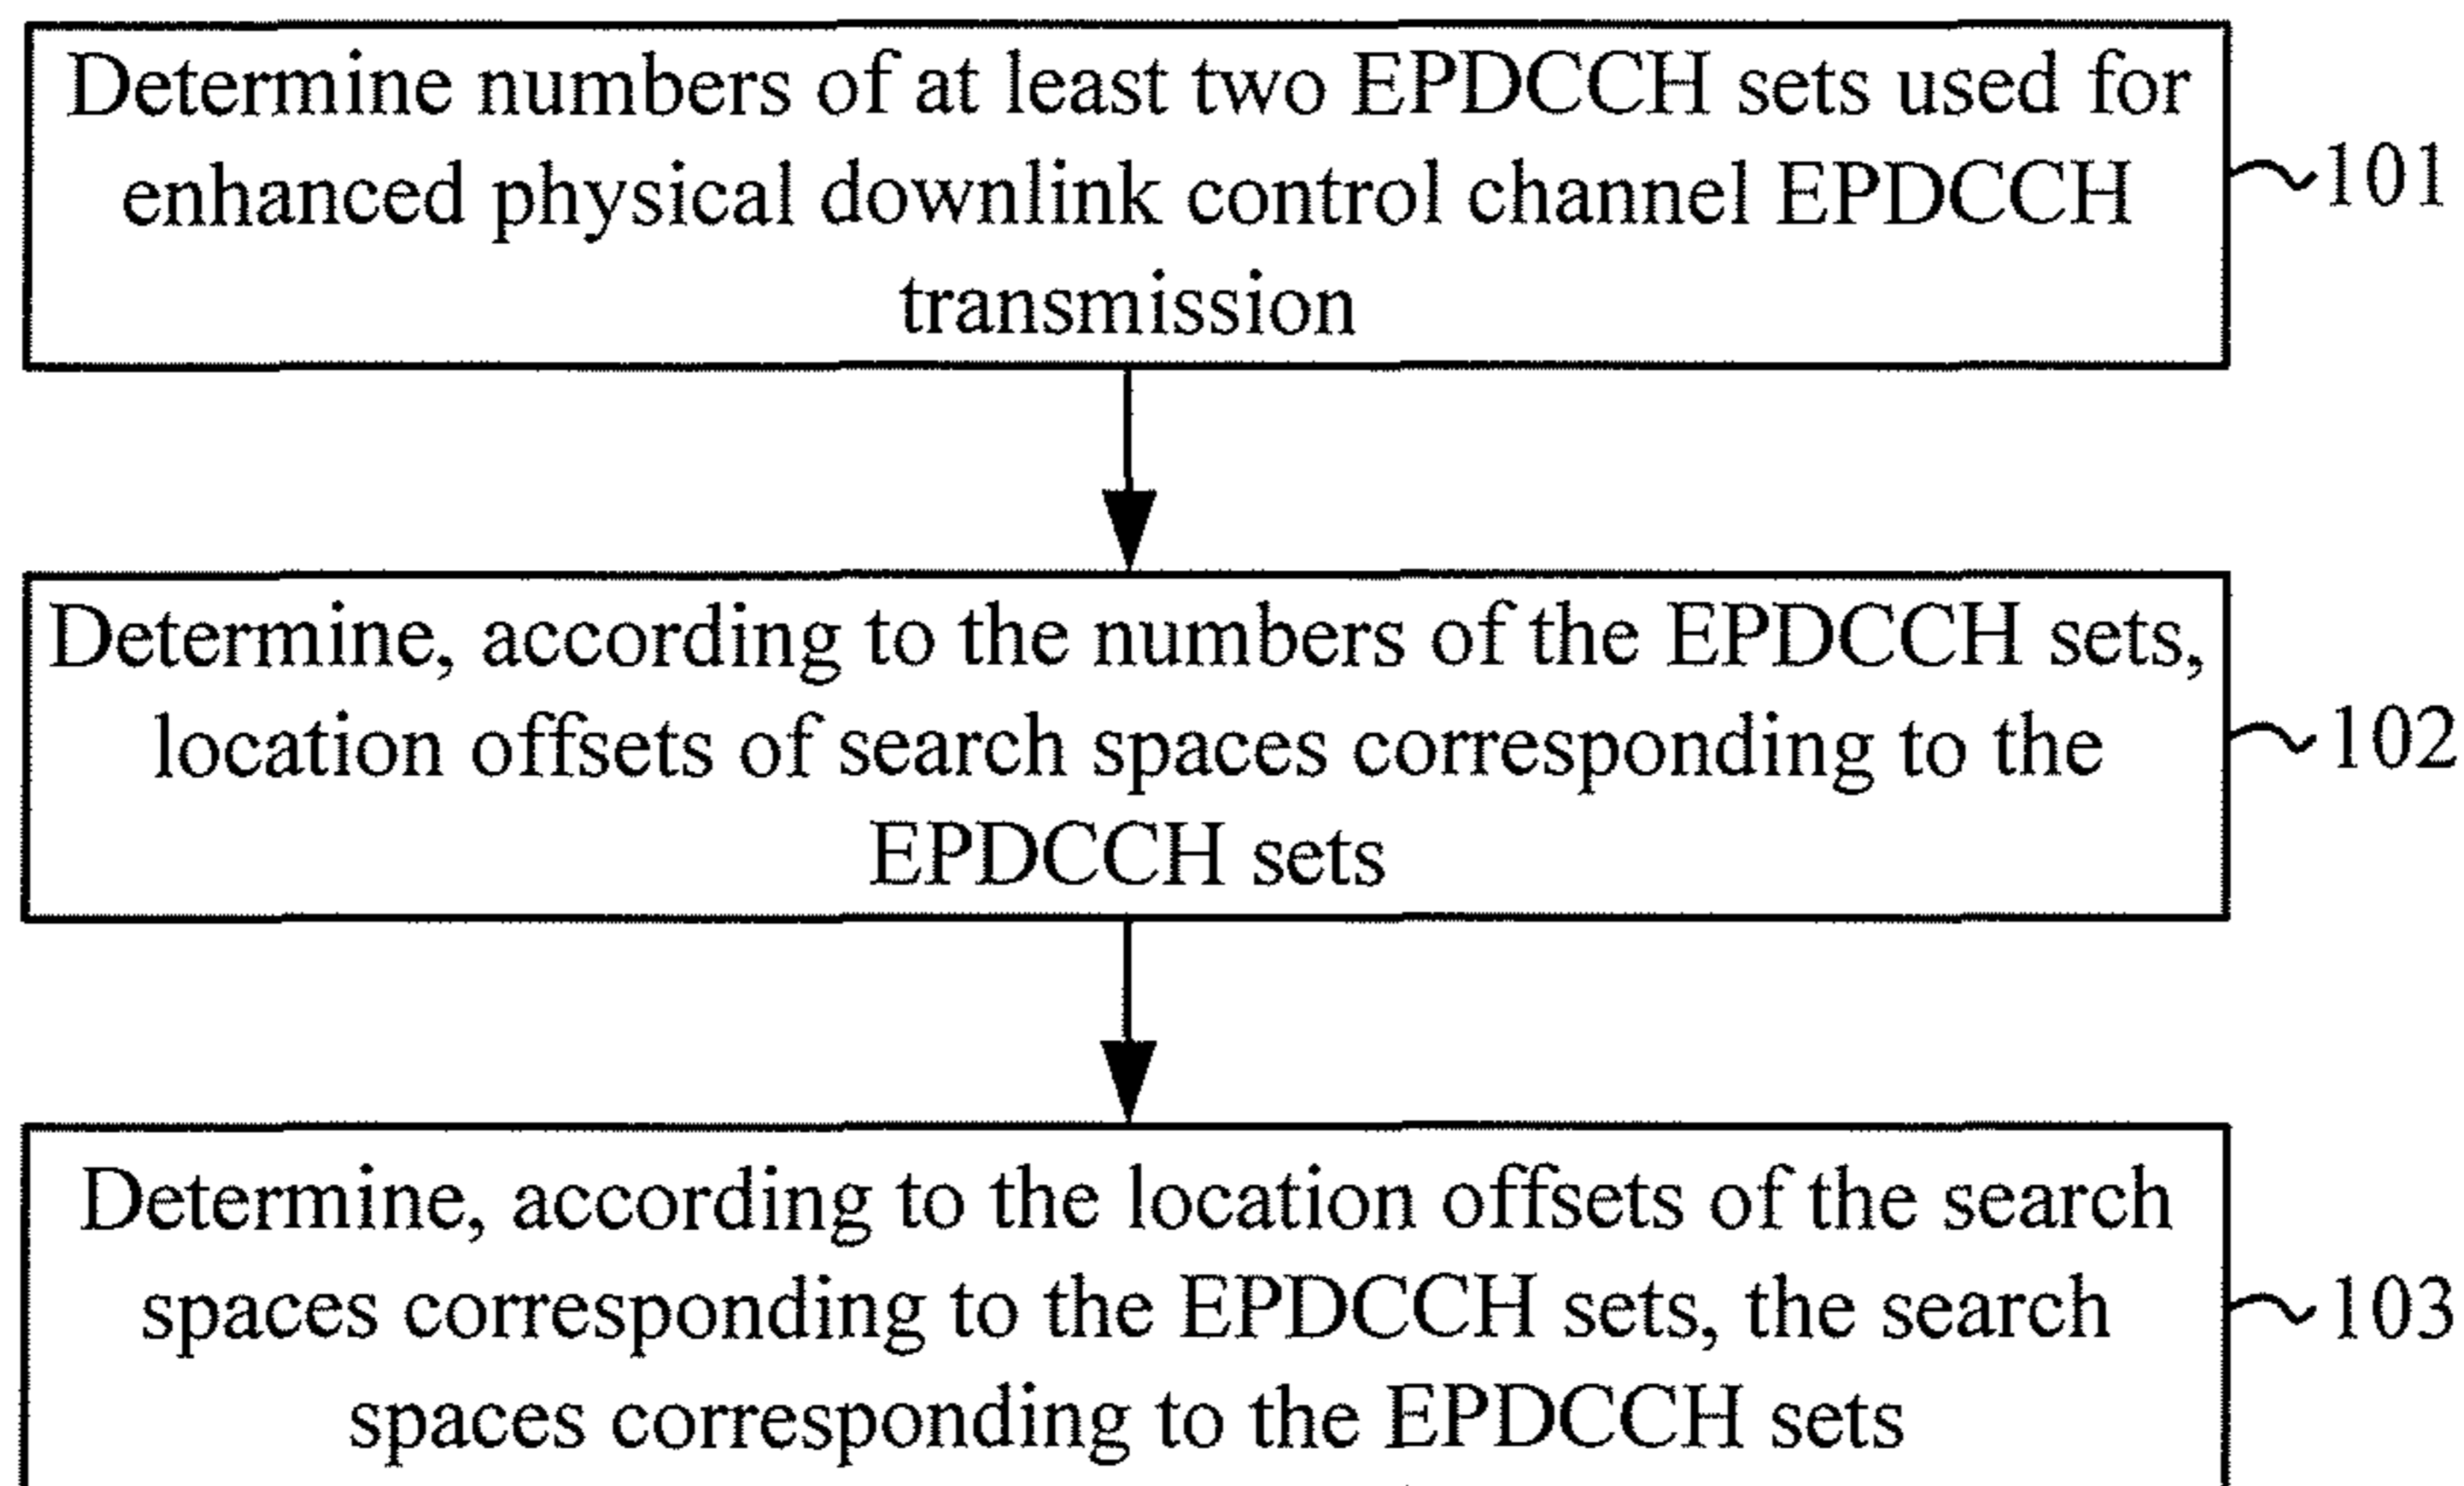 Determine numbers of at least two EPDCCH sets used for
enhanced physical downlink control channel EPDCCH
transmission
101
Determine, according to the numbers of the EPDCCH sets,
location offsets of search spaces corresponding to the
EPDCCH sets
102
Determine, according to the location offsets of the search
spaces corresponding to the EPDCCH sets, the search
spaces corresponding to the EPDCCH sets
103